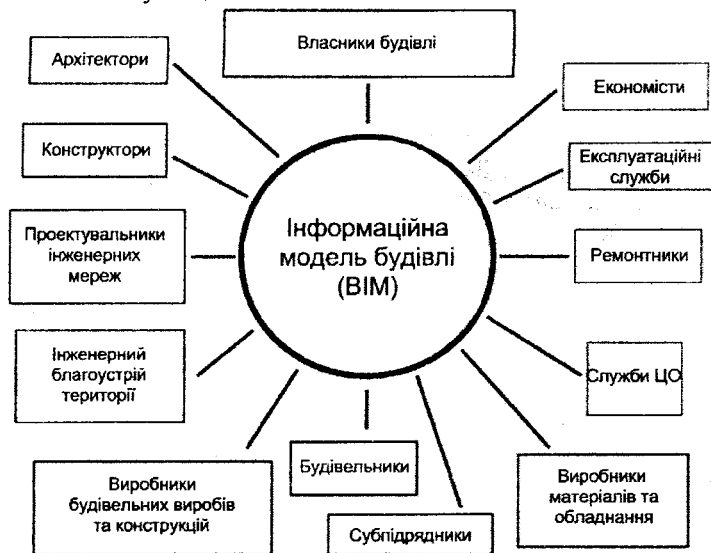 Власники будівлі
Архітектори
Економісти
Конструктори
Експлуатаційні
служби
Інформаційна
модель будівлі
(ВІМ)
Проектувальники
інженерних
мереж
Ремонтники
Інженерний
благоустрій
території
Служби ЦО
Будівельники
Виробники
будівельних виробів
та конструкцій
Виробники
матеріалів та
обладнання
Субпідрядники